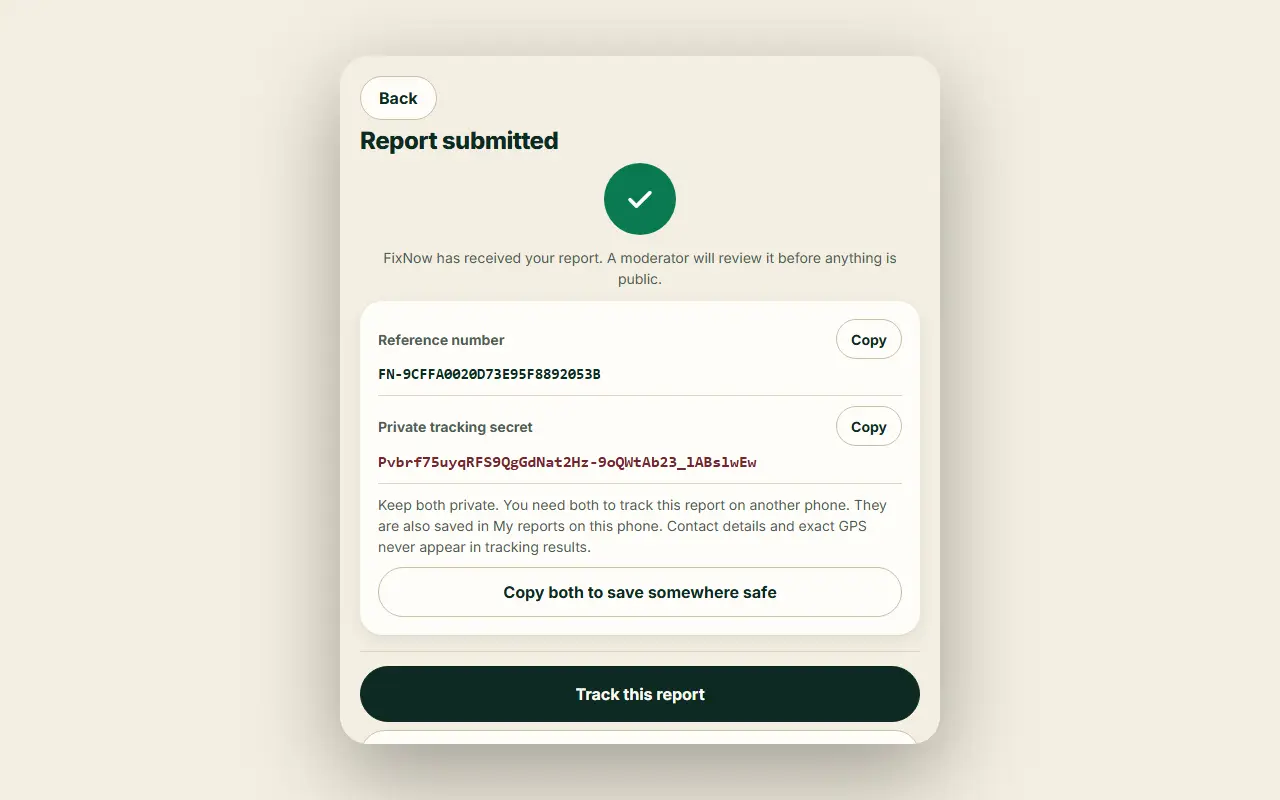 Back
Report submitted
FixNow has received your report. A moderator will review it before anything is
public.
Reference number
Copy
FN-9CFFA0020D73E95F8892053B
Private tracking secret
Copy
Pvbrf75uyqRFS9QgGdNat2Hz-9oQWtAb23_lABslwEw
Keep both private. You need both to track this report on another phone. They
are also saved in My reports on this phone. Contact details and exact GPS
never appear in tracking results.
Copy both to save somewhere safe
Track this report